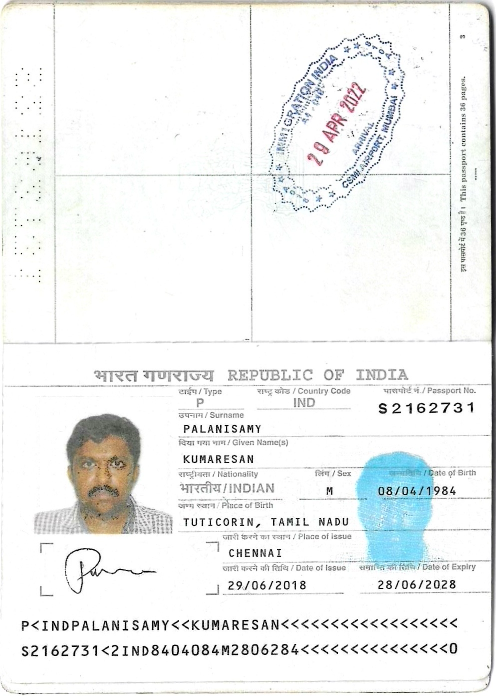 IMMIGRATION INDIA
29 APR 2022
ARRIVAL
CSMI AIRPORT, MUMBAI
3
इस पासपोर्ट में 36 पृष्ठ हैं। This passport contains 36 pages.
भारत गणराज्य REPUBLIC OF INDIA
टाईप / Type राष्ट्र कोड / Country Code पासपोर्ट नं. / Passport No.
P IND S2162731
उपनाम / Surname
PALANISAMY
दिया गया नाम / Given Name(s)
KUMARESAN
राष्ट्रीयता / Nationality लिंग / Sex जन्मतिथि / Date of Birth
भारतीय / INDIAN M 08/04/1984
जन्म स्थान / Place of Birth
TUTICORIN, TAMIL NADU
जारी करने का स्थान / Place of Issue
CHENNAI
जारी करने की तिथि / Date of Issue समाप्ति की तिथि / Date of Expiry
29/06/2018 28/06/2028
P<INDPALANISAMY<<KUMARESAN<<<<<<<<<<<<<<<<<<
S2162731<2IND8404084M2806284<<<<<<<<<<<<<<<0